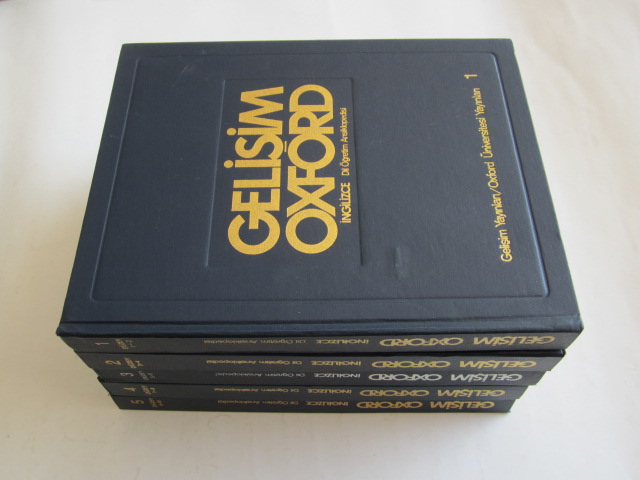 GELİŞİM
OXFORD
İNGİLİZCE Dil Öğretim Ansiklopedisi
Gelişim Yayınları/Oxford Üniversitesi Yayınları 1
1 GELİŞİM OXFORD İNGİLİZCE Dil Öğretim Ansiklopedisi
2 GELİŞİM OXFORD İNGİLİZCE Dil Öğretim Ansiklopedisi
3 GELİŞİM OXFORD İNGİLİZCE Dil Öğretim Ansiklopedisi
4 GELİŞİM OXFORD İNGİLİZCE Dil Öğretim Ansiklopedisi
5 GELİŞİM OXFORD İNGİLİZCE Dil Öğretim Ansiklopedisi